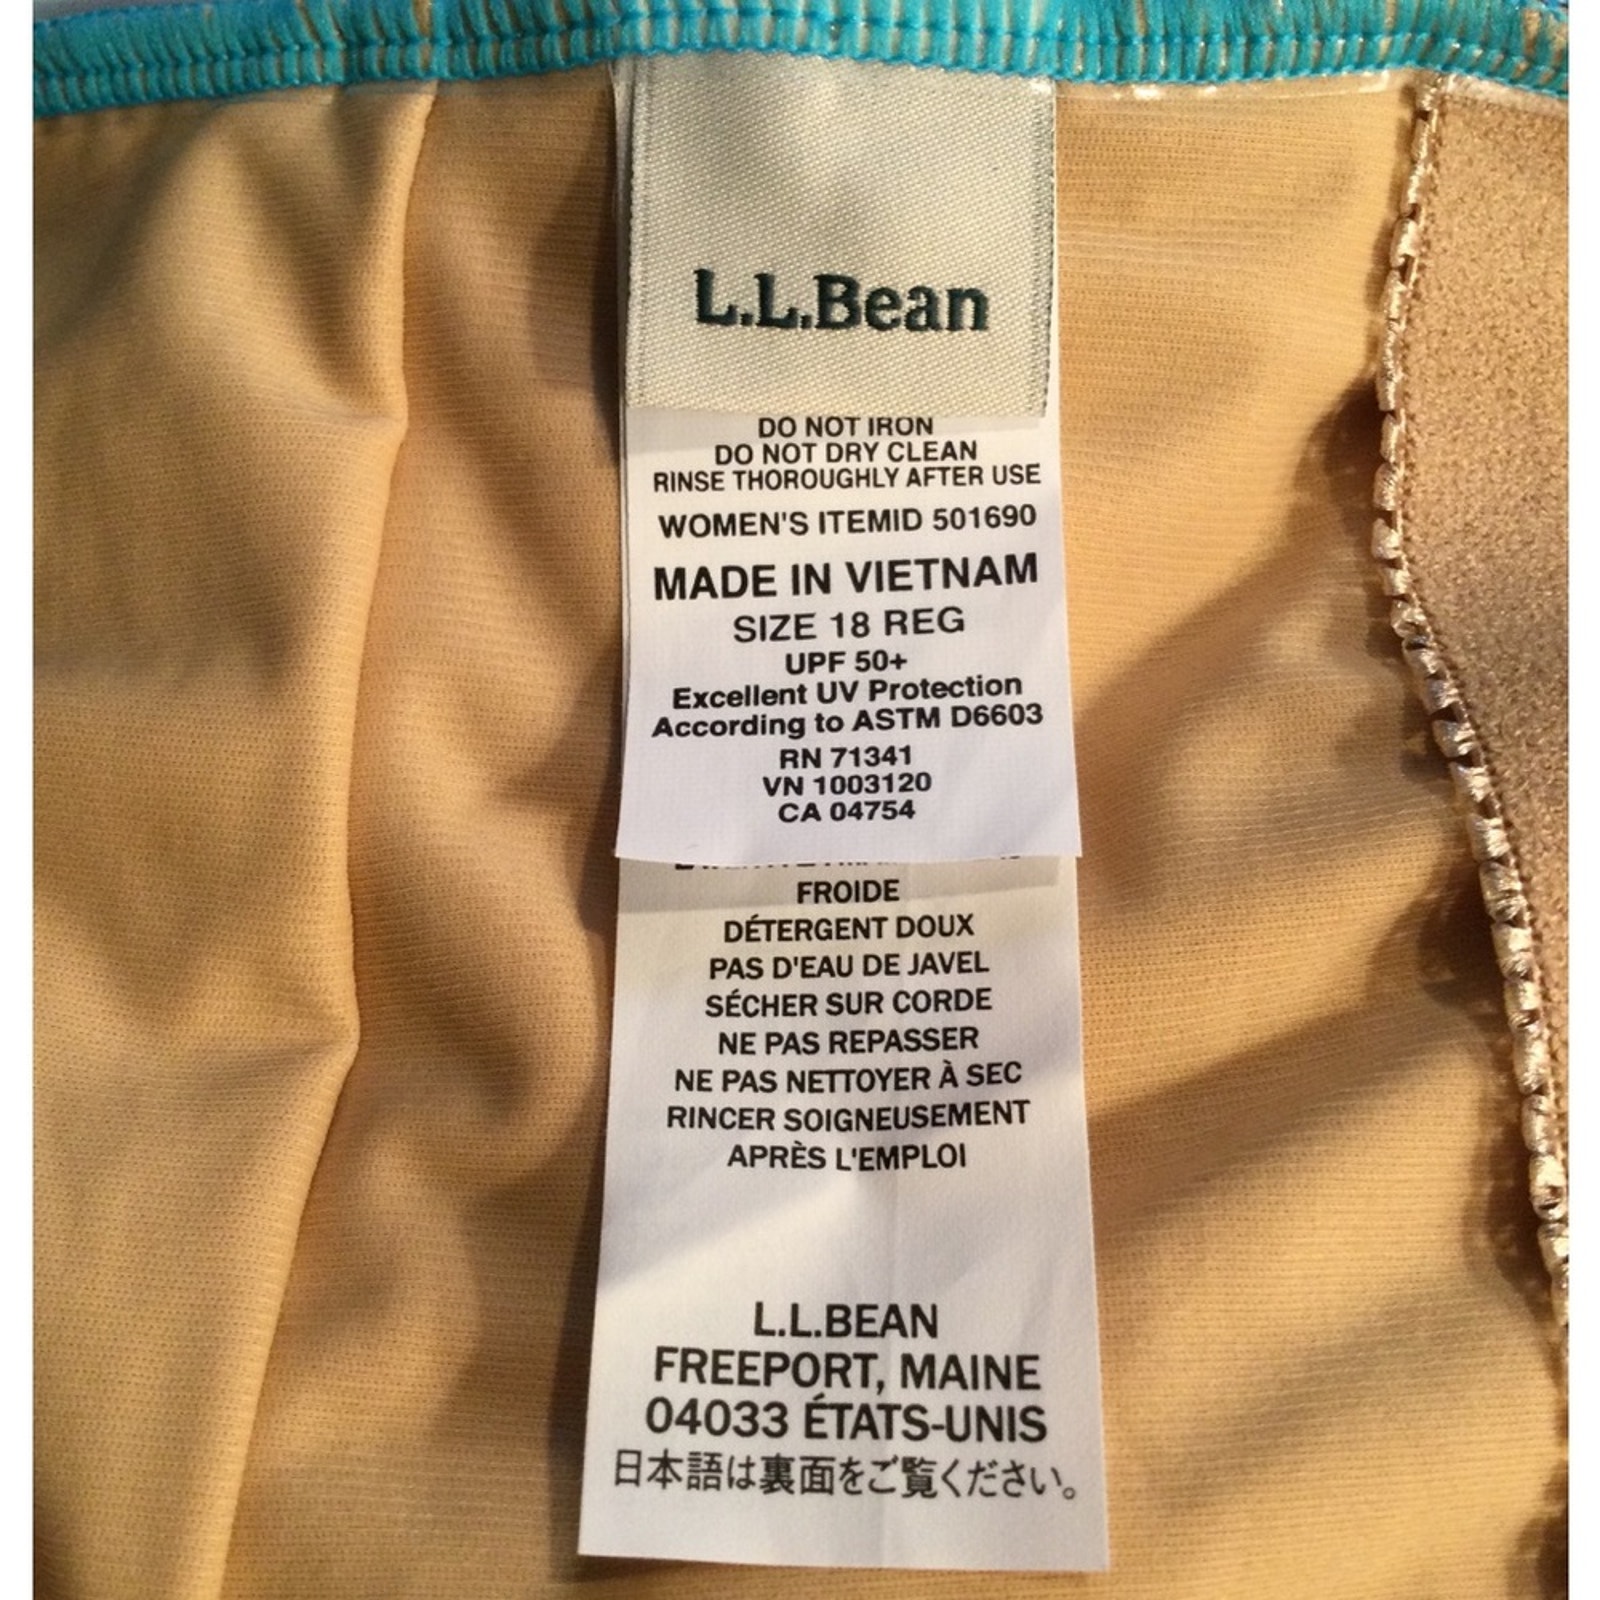 L.L.Bean
DO NOT IRON
DO NOT DRY CLEAN
RINSE THOROUGHLY AFTER USE
WOMEN'S ITEMID 501690
MADE IN VIETNAM
SIZE 18 REG
UPF 50+
Excellent UV Protection
According to ASTM D6603
RN 71341
VN 1003120
CA 04754
FROIDE
DÉTERGENT DOUX
PAS D'EAU DE JAVEL
SÉCHER SUR CORDE
NE PAS REPASSER
NE PAS NETTOYER À SEC
RINCER SOIGNEUSEMENT
APRÈS L'EMPLOI
L.L.BEAN
FREEPORT, MAINE
04033 ÉTATS-UNIS
日本語は裏面をご覧ください。